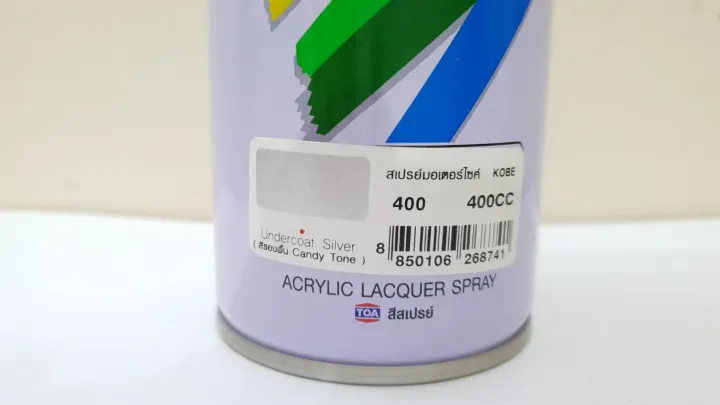 สเปรย์มอเตอร์ไซค์ KOBE
400 400CC
Undercoat Silver
( สีรองพื้น Candy Tone )
8 850106 268741
ACRYLIC LACQUER SPRAY
TOA สีสเปรย์